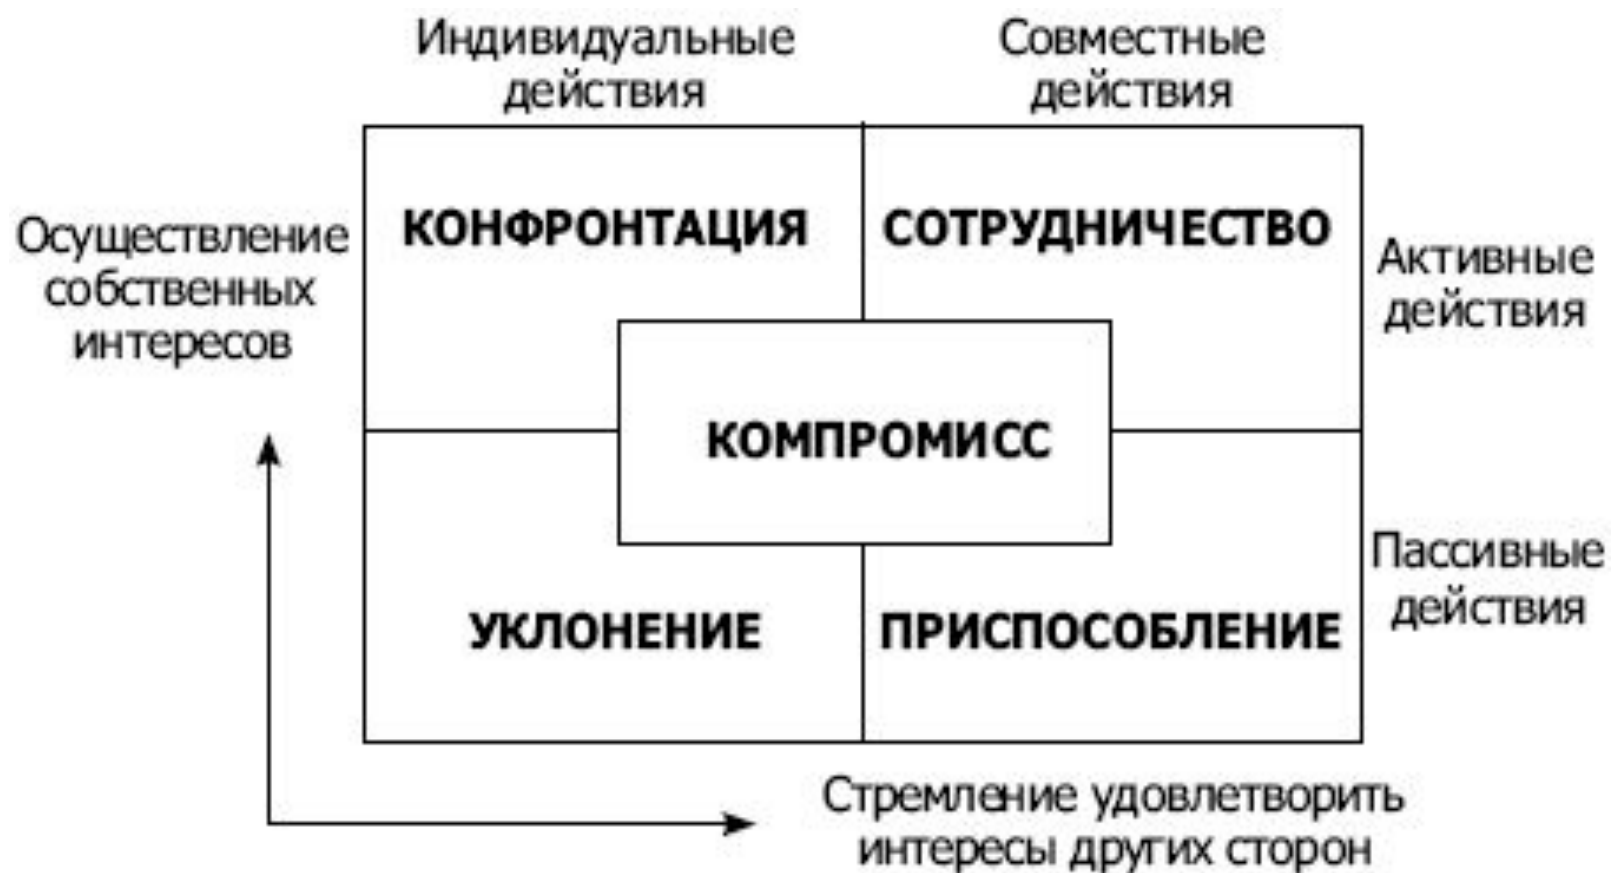 Индивидуальные
действия
Совместные
действия
Осуществление
собственных
интересов
КОНФРОНТАЦИЯ
СОТРУДНИЧЕСТВО
Активные
действия
КОМПРОМИСС
УКЛОНЕНИЕ
ПРИСПОСОБЛЕНИЕ
Пассивные
действия
Стремление удовлетворить
интересы других сторон